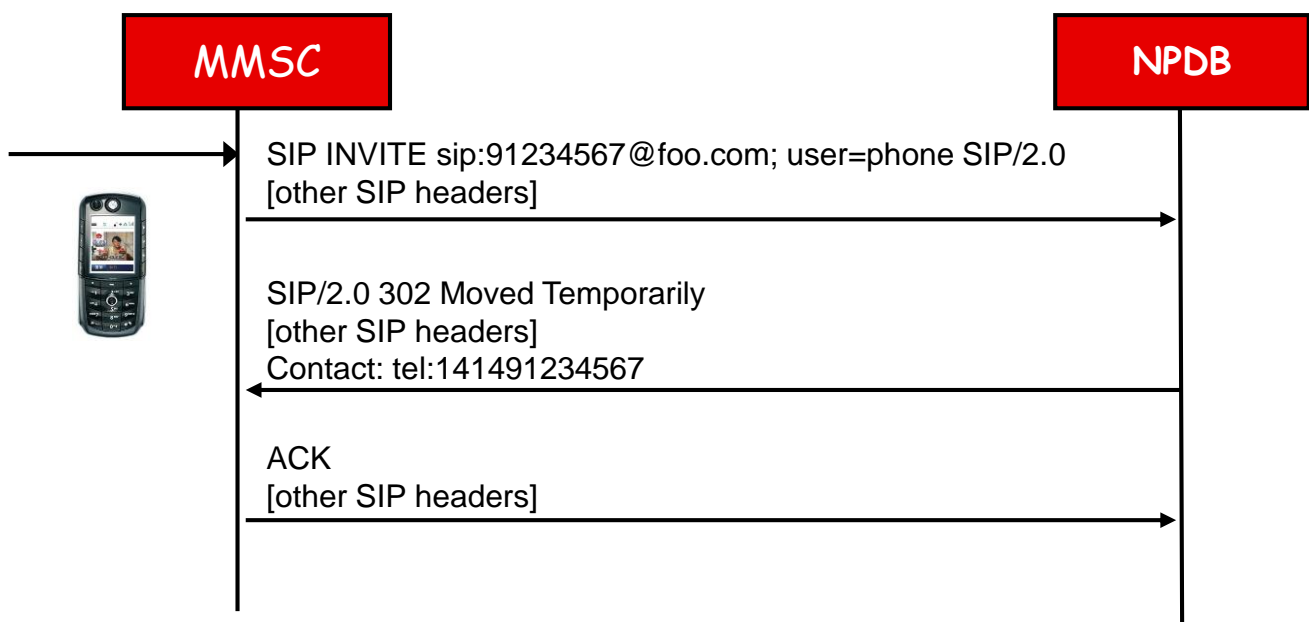 MMSC
NPDB
SIP INVITE sip:91234567@foo.com; user=phone SIP/2.0
[other SIP headers]
SIP/2.0 302 Moved Temporarily
[other SIP headers]
Contact: tel:141491234567
ACK
[other SIP headers]